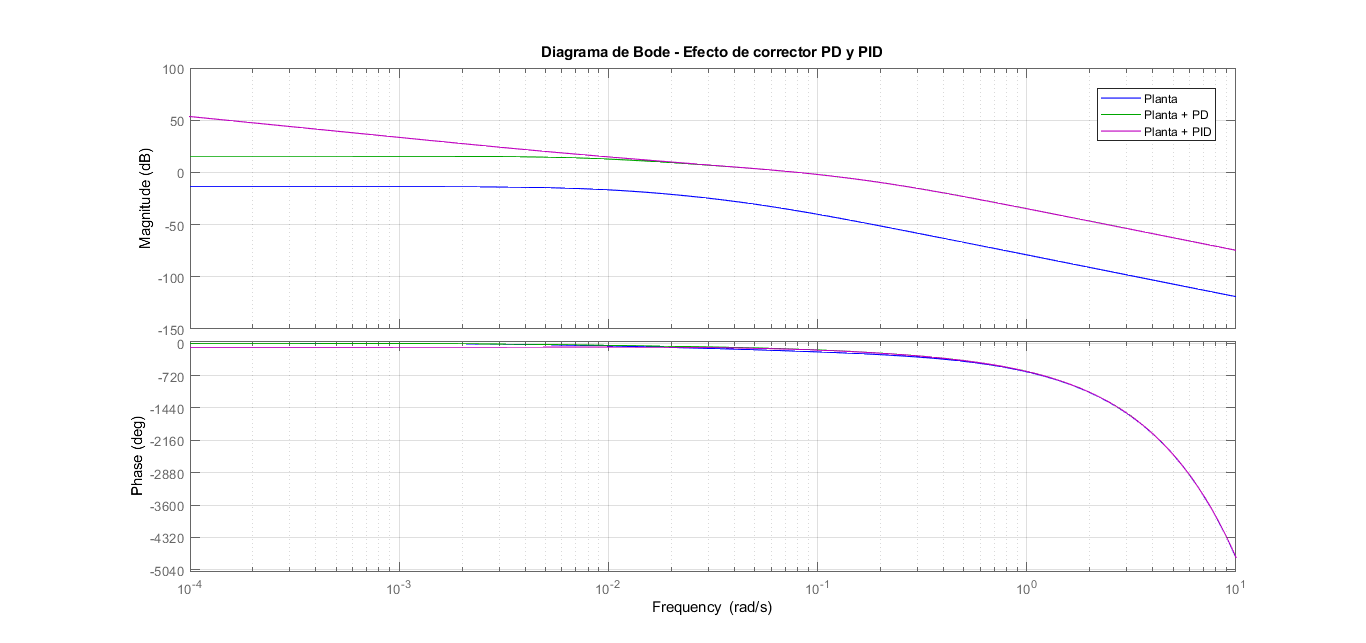 Diagrama de Bode - Efecto de corrector PD y PID
Magnitude (dB)
100
50
0
-50
-100
-150
Planta
Planta + PD
Planta + PID
Phase (deg)
0
-720
-1440
-2160
-2880
-3600
-4320
-5040
10^-4
10^-3
10^-2
10^-1
10^0
10^1
Frequency (rad/s)